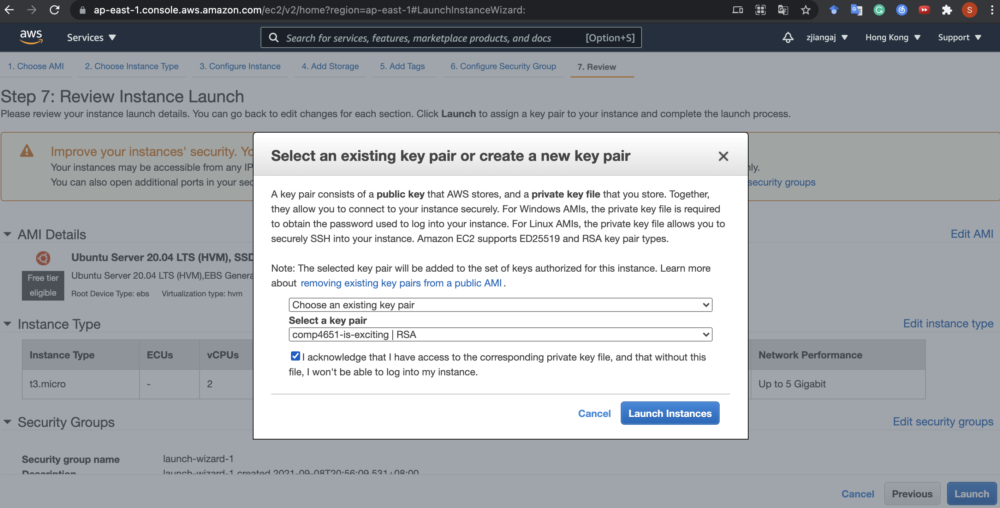 ap-east-1.console.aws.amazon.com/ec2/v2/home?region=ap-east-1#LaunchInstanceWizard:
S
aws Services Search for services, features, marketplace products, and docs [Option+S] zjiangaj Hong Kong Support
1. Choose AMI 2. Choose Instance Type 3. Configure Instance 4. Add Storage 5. Add Tags 6. Configure Security Group 7. Review
Step 7: Review Instance Launch
Please review your instance launch details. You can go back to edit changes for each section. Click Launch to assign a key pair to your instance and complete the launch process.
Improve your instances' security.
Your instances may be accessible from any IP
You can also open additional ports in your
security groups
Select an existing key pair or create a new key pair
A key pair consists of a public key that AWS stores, and a private key file that you store. Together,
they allow you to connect to your instance securely. For Windows AMIs, the private key file is required
to obtain the password used to log into your instance. For Linux AMIs, the private key file allows you to
securely SSH into your instance. Amazon EC2 supports ED25519 and RSA key pair types.
Note: The selected key pair will be added to the set of keys authorized for this instance. Learn more
about removing existing key pairs from a public AMI.
Choose an existing key pair
Select a key pair
comp4651-is-exciting | RSA
I acknowledge that I have access to the corresponding private key file, and that without this
file, I won't be able to log into my instance.
Cancel Launch Instances
AMI Details Edit AMI
Ubuntu Server 20.04 LTS (HVM), SSD
Free tier
eligible
Ubuntu Server 20.04 LTS (HVM),EBS
Root Device Type: ebs Virtualization type: hvm
Instance Type Edit instance type
Instance Type ECUs vCPUs Network Performance
t3.micro - 2 Up to 5 Gigabit
Security Groups Edit security groups
Security group name launch-wizard-1
Description launch-wizard-1 created 2021-09-08T20:56:09.531+08:00
Cancel Previous Launch